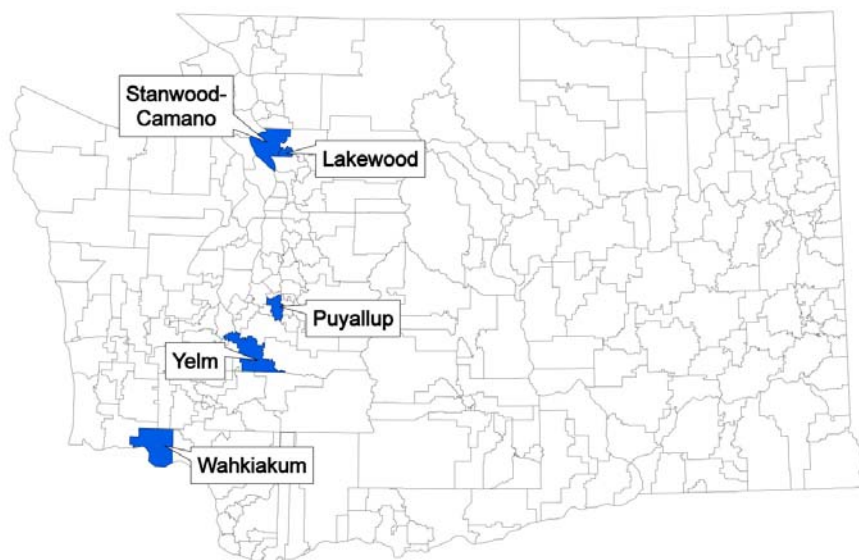 Stanwood-
Camano
Lakewood
Puyallup
Yelm
Wahkiakum